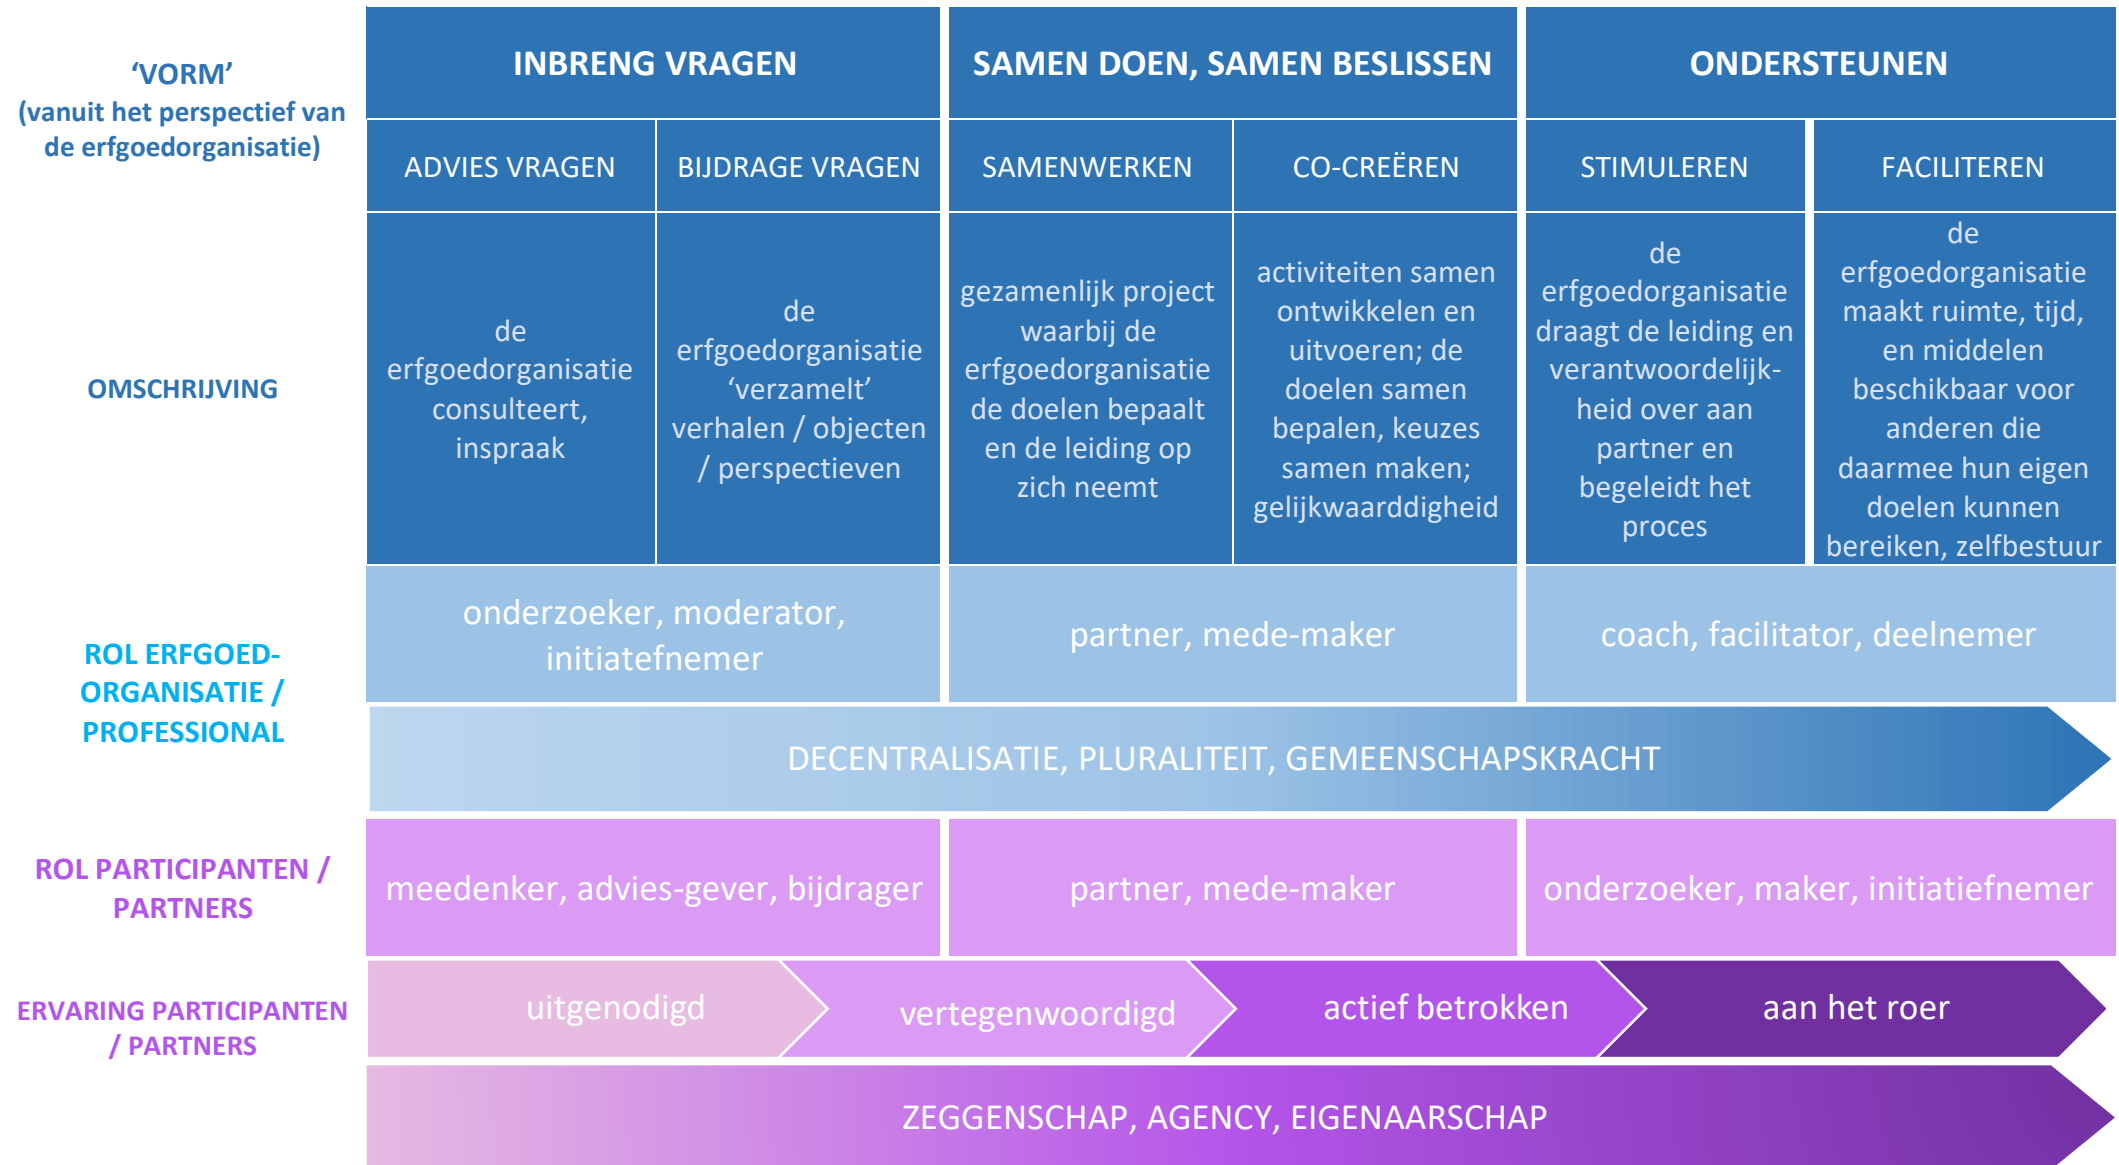 ‘VORM’
(vanuit het perspectief van
de erfgoedorganisatie)
INBRENG VRAGEN
SAMEN DOEN, SAMEN BESLISSEN
ONDERSTEUNEN
ADVIES VRAGEN
BIJDRAGE VRAGEN
SAMENWERKEN
CO-CREËREN
STIMULEREN
FACILITEREN
OMSCHRIJVING
de
erfgoedorganisatie
consulteert,
inspraak
de
erfgoedorganisatie
‘verzamelt’
verhalen / objecten
/ perspectieven
gezamenlijk project
waarbij de
erfgoedorganisatie
de doelen bepaalt
en de leiding op
zich neemt
activiteiten samen
ontwikkelen en
uitvoeren; de
doelen samen
bepalen, keuzes
samen maken;
gelijkwaarddigheid
de
erfgoedorganisatie
draagt de leiding en
verantwoordelijk-
heid over aan
partner en
begeleidt het
proces
de
erfgoedorganisatie
maakt ruimte, tijd,
en middelen
beschikbaar voor
anderen die
daarmee hun eigen
doelen kunnen
bereiken, zelfbestuur
ROL ERFGOED-
ORGANISATIE /
PROFESSIONAL
onderzoeker, moderator,
initiatefnemer
partner, mede-maker
coach, facilitator, deelnemer
DECENTRALISATIE, PLURALITEIT, GEMEENSCHAPSKRACHT
ROL PARTICIPANTEN /
PARTNERS
meedenker, advies-gever, bijdrager
partner, mede-maker
onderzoeker, maker, initiatiefnemer
ERVARING PARTICIPANTEN
/ PARTNERS
uitgenodigd
vertegenwoordigd
actief betrokken
aan het roer
ZEGGENSCHAP, AGENCY, EIGENAARSCHAP